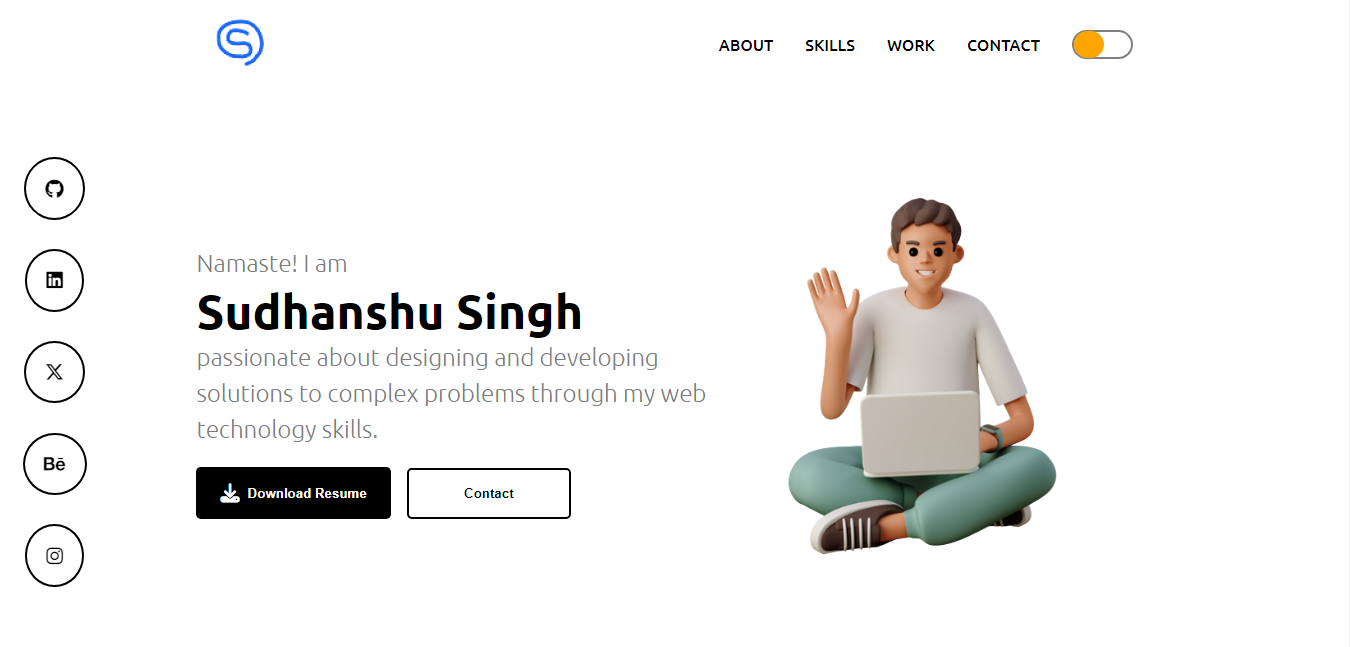 ABOUT SKILLS WORK CONTACT
Namaste! I am
Sudhanshu Singh
passionate about designing and developing
solutions to complex problems through my web
technology skills.
Download Resume Contact
in
X
Bē